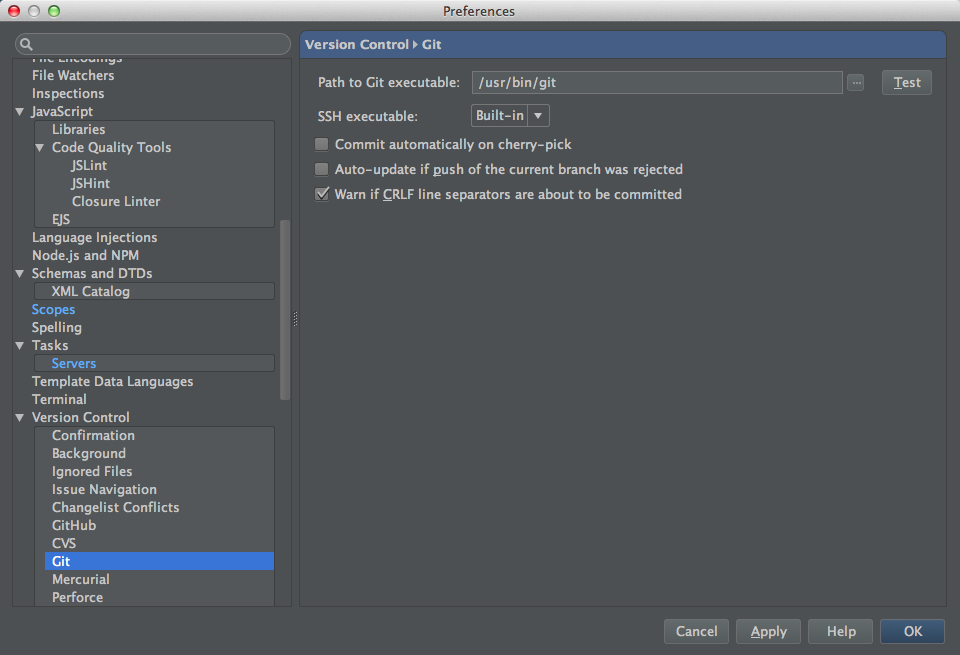 Preferences
File Encodings
File Watchers
Inspections
JavaScript
Libraries
Code Quality Tools
JSLint
JSHint
Closure Linter
EJS
Language Injections
Node.js and NPM
Schemas and DTDs
XML Catalog
Scopes
Spelling
Tasks
Servers
Template Data Languages
Terminal
Version Control
Confirmation
Background
Ignored Files
Issue Navigation
Changelist Conflicts
GitHub
CVS
Git
Mercurial
Perforce
Version Control ▸ Git
Path to Git executable: /usr/bin/git ... Test
SSH executable: Built-in
Commit automatically on cherry-pick
Auto-update if push of the current branch was rejected
Warn if CRLF line separators are about to be committed
Cancel Apply Help OK